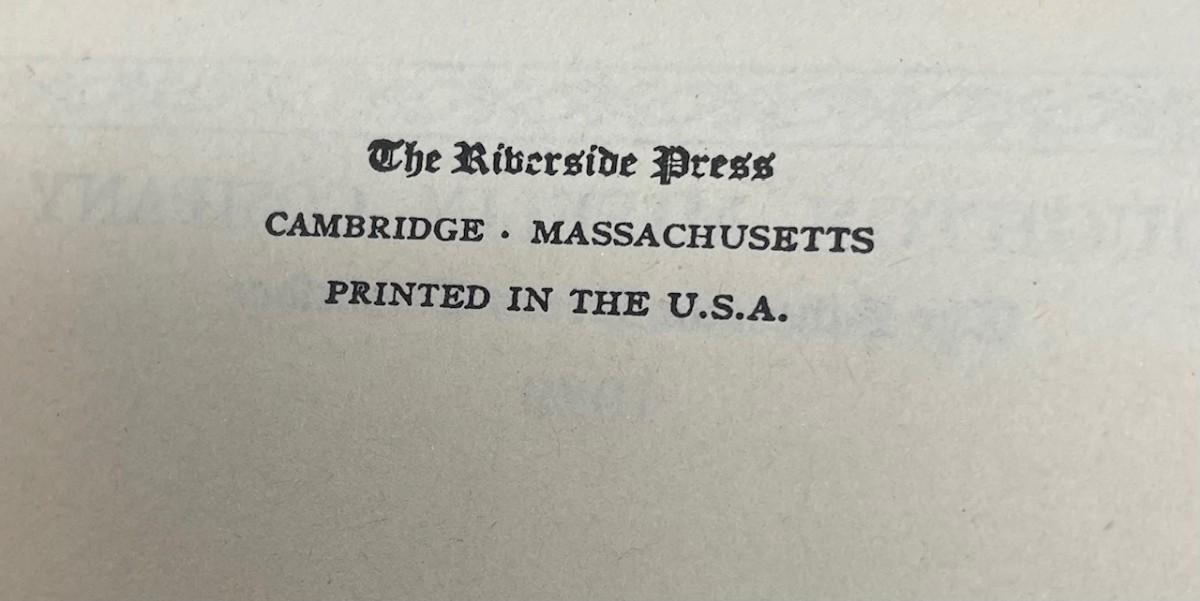 The Riverside Press
CAMBRIDGE · MASSACHUSETTS
PRINTED IN THE U.S.A.